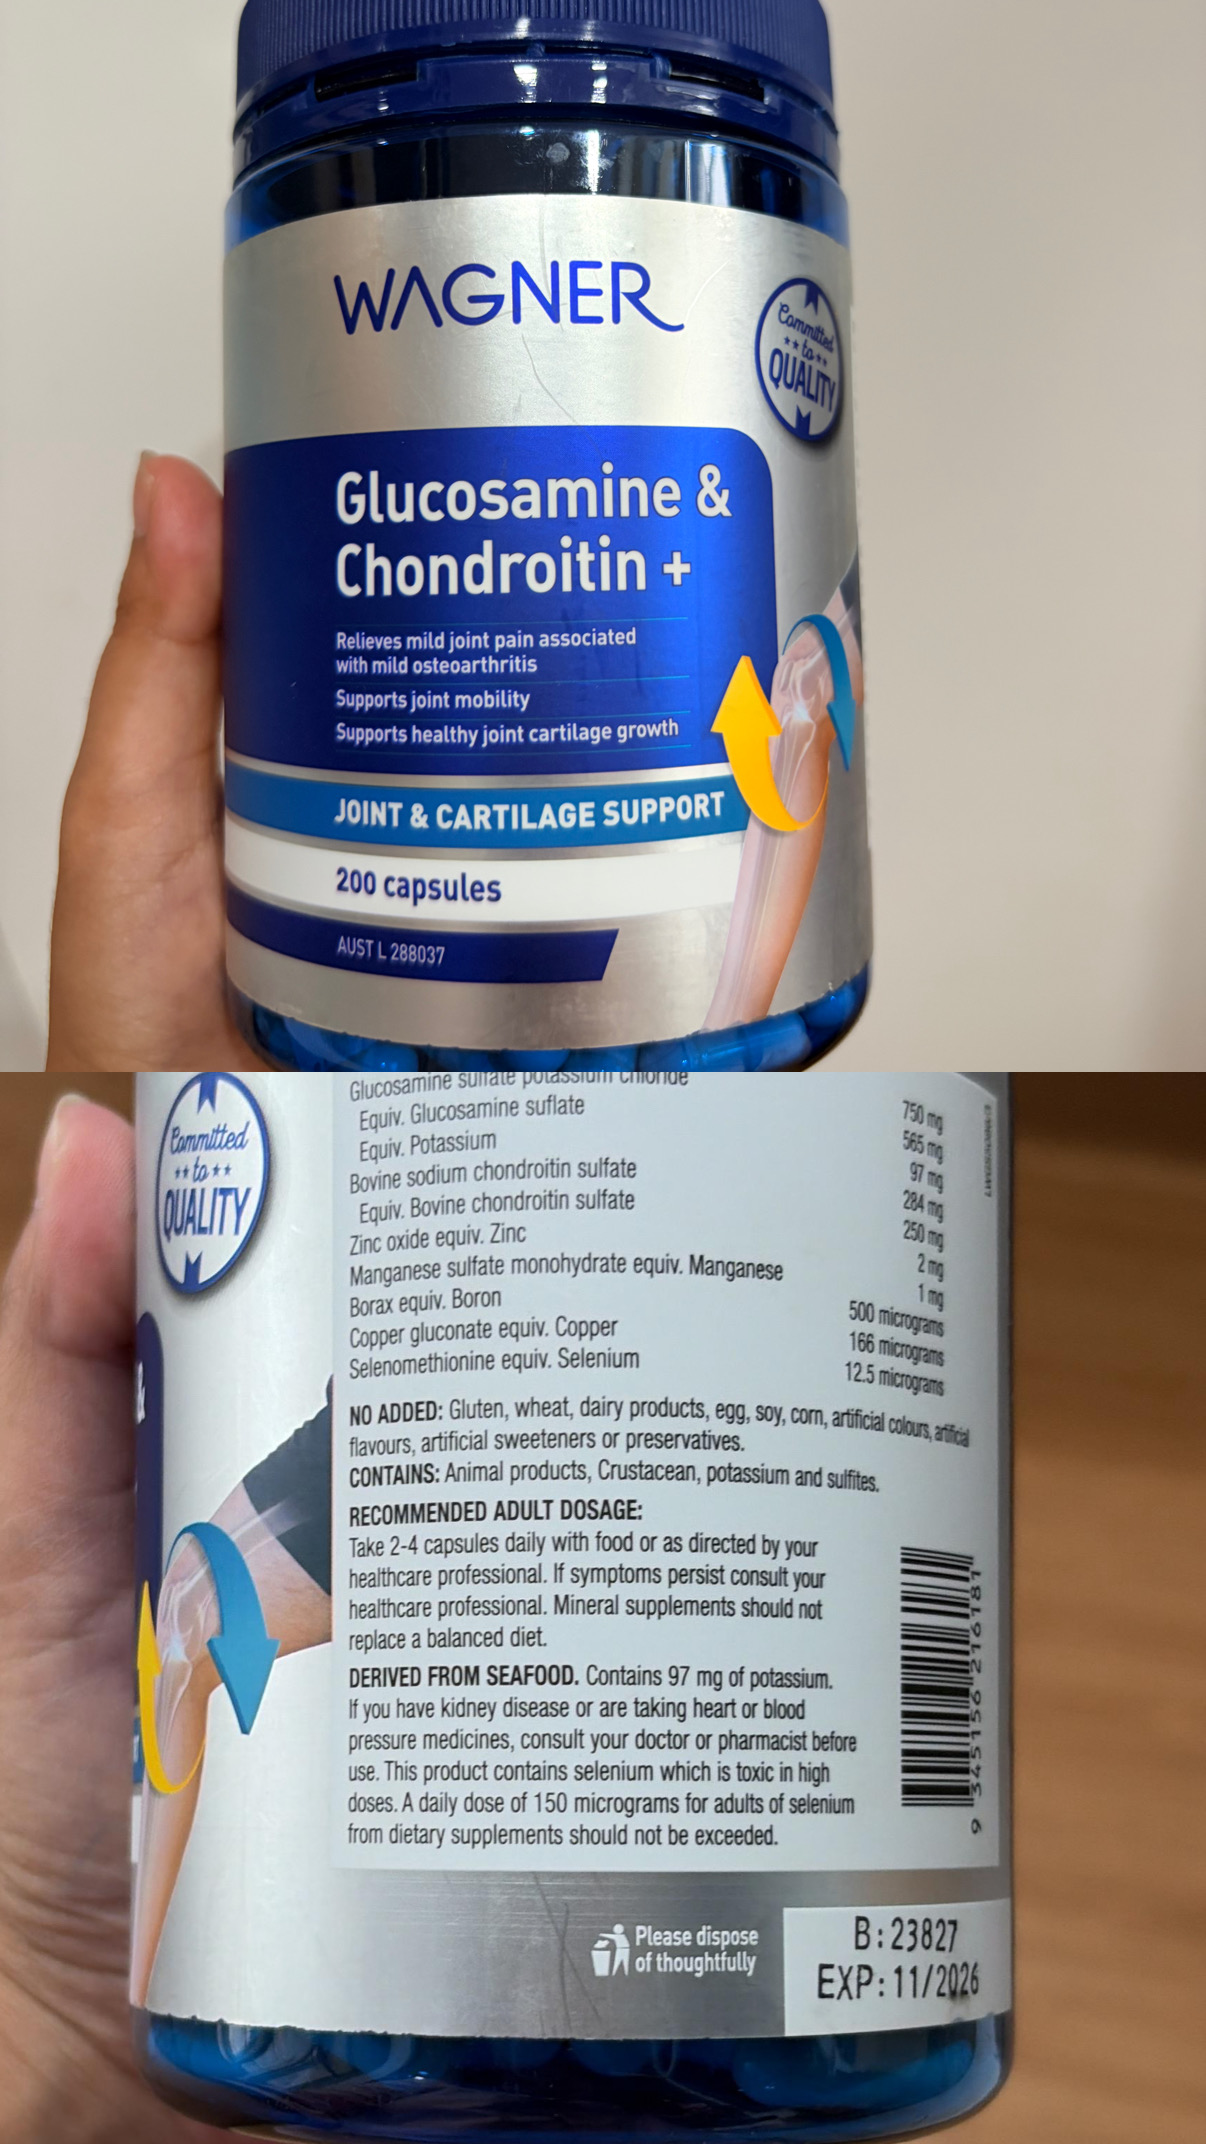 WAGNER
Committed
to
QUALITY
Glucosamine &
Chondroitin +
Relieves mild joint pain associated
with mild osteoarthritis
Supports joint mobility
Supports healthy joint cartilage growth
JOINT & CARTILAGE SUPPORT
200 capsules
AUST L 288037
Committed
to
QUALITY
&
Glucosamine sulfate potassium chloride 750 mg
Equiv. Glucosamine suflate 565 mg
Equiv. Potassium 97 mg
Bovine sodium chondroitin sulfate 284 mg
Equiv. Bovine chondroitin sulfate 250 mg
Zinc oxide equiv. Zinc 2 mg
Manganese sulfate monohydrate equiv. Manganese 1 mg
Borax equiv. Boron 500 micrograms
Copper gluconate equiv. Copper 166 micrograms
Selenomethionine equiv. Selenium 12.5 micrograms
NO ADDED: Gluten, wheat, dairy products, egg, soy, corn, artificial colours, artificial
flavours, artificial sweeteners or preservatives.
CONTAINS: Animal products, Crustacean, potassium and sulfites.
RECOMMENDED ADULT DOSAGE:
Take 2-4 capsules daily with food or as directed by your
healthcare professional. If symptoms persist consult your
healthcare professional. Mineral supplements should not
replace a balanced diet.
DERIVED FROM SEAFOOD. Contains 97 mg of potassium.
If you have kidney disease or are taking heart or blood
pressure medicines, consult your doctor or pharmacist before
use. This product contains selenium which is toxic in high
doses. A daily dose of 150 micrograms for adults of selenium
from dietary supplements should not be exceeded.
9 345156 216181
Please dispose
of thoughtfully
B:23827
EXP:11/2026